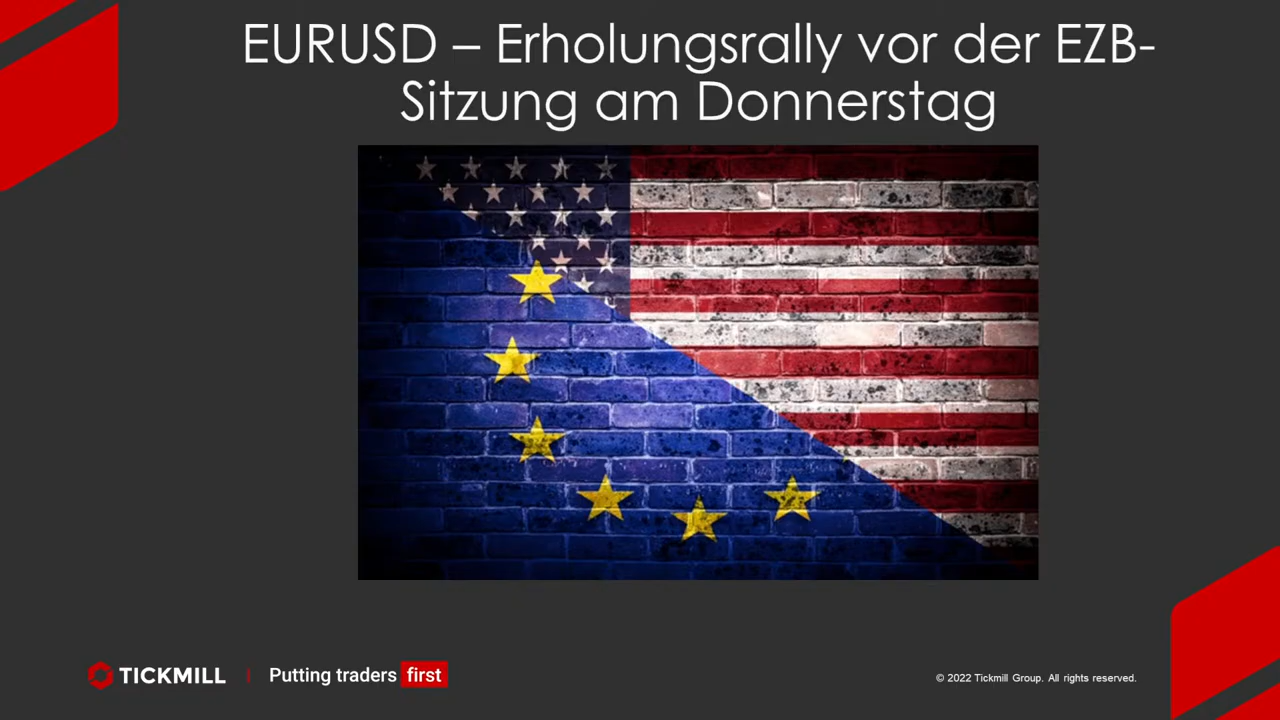 EURUSD – Erholungsrally vor der EZB-
Sitzung am Donnerstag
TICKMILL | Putting traders first
© 2022 Tickmill Group. All rights reserved.